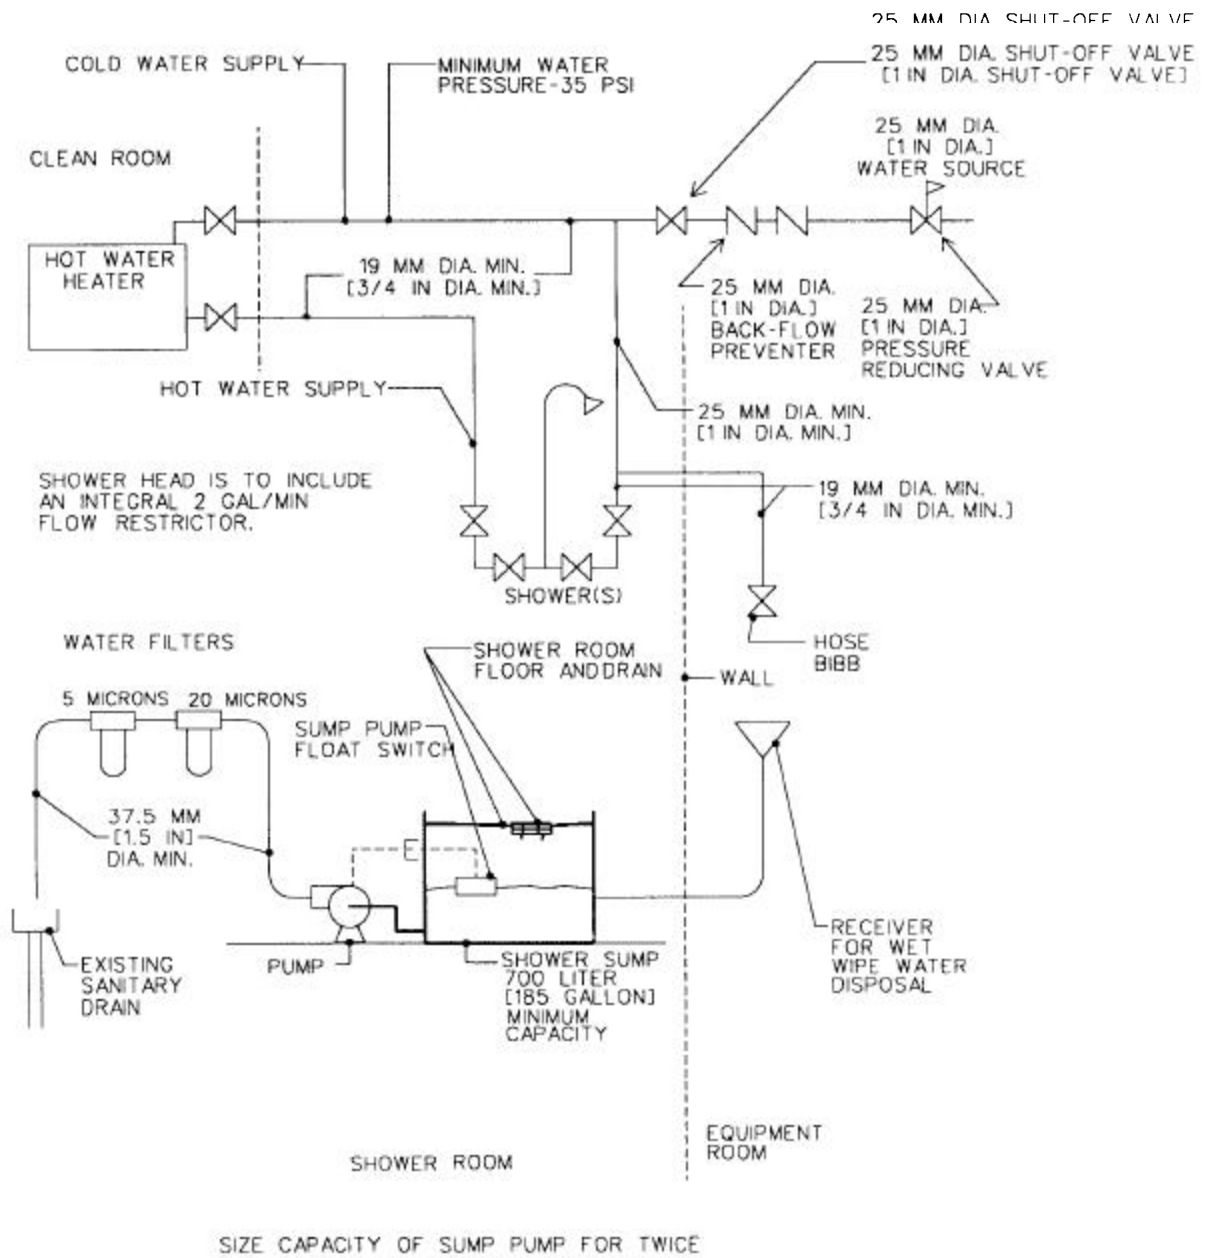 25 MM DIA. SHUT-OFF VALVE
25 MM DIA. SHUT-OFF VALVE
[1 IN DIA. SHUT-OFF VALVE]
COLD WATER SUPPLY
MINIMUM WATER
PRESSURE-35 PSI
25 MM DIA.
[1 IN DIA.]
WATER SOURCE
CLEAN ROOM
HOT WATER
HEATER
19 MM DIA. MIN.
[3/4 IN DIA. MIN.]
25 MM DIA.
[1 IN DIA.]
BACK-FLOW
PREVENTER
25 MM DIA.
[1 IN DIA.]
PRESSURE
REDUCING VALVE
HOT WATER SUPPLY
25 MM DIA. MIN.
[1 IN DIA. MIN.]
SHOWER HEAD IS TO INCLUDE
AN INTEGRAL 2 GAL/MIN
FLOW RESTRICTOR.
19 MM DIA. MIN.
[3/4 IN DIA. MIN.]
SHOWER(S)
WATER FILTERS
SHOWER ROOM
FLOOR ANDDRAIN
HOSE
BIBB
WALL
5 MICRONS
20 MICRONS
SUMP PUMP
FLOAT SWITCH
37.5 MM
[1.5 IN]
DIA. MIN.
RECEIVER
FOR WET
WIPE WATER
DISPOSAL
EXISTING
SANITARY
DRAIN
PUMP
SHOWER SUMP
700 LITER
[185 GALLON]
MINIMUM
CAPACITY
EQUIPMENT
ROOM
SHOWER ROOM
SIZE CAPACITY OF SUMP PUMP FOR TWICE